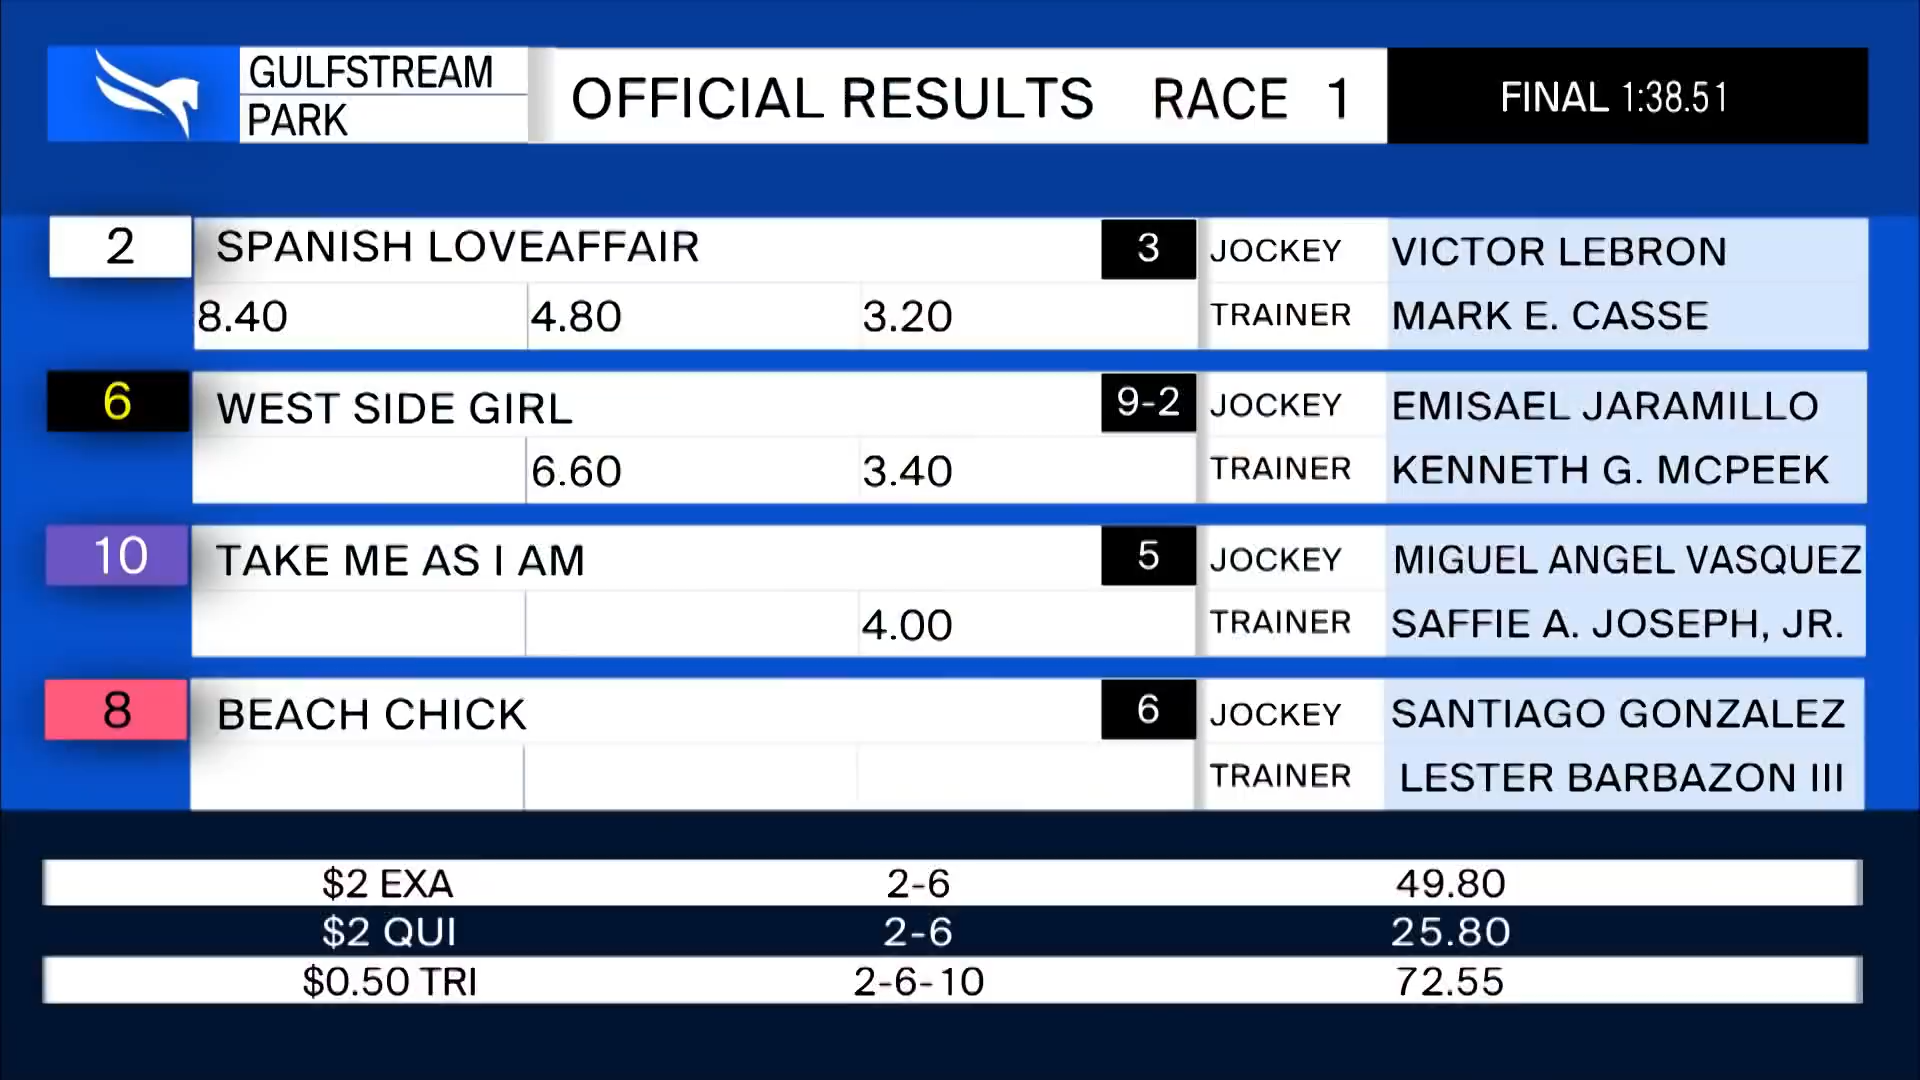 GULFSTREAM
PARK
OFFICIAL RESULTS RACE 1
FINAL 1:38.51
2 SPANISH LOVEAFFAIR 3 JOCKEY VICTOR LEBRON
8.40 4.80 3.20 TRAINER MARK E. CASSE
6 WEST SIDE GIRL 9-2 JOCKEY EMISAEL JARAMILLO
6.60 3.40 TRAINER KENNETH G. MCPEEK
10 TAKE ME AS I AM 5 JOCKEY MIGUEL ANGEL VASQUEZ
4.00 TRAINER SAFFIE A. JOSEPH, JR.
8 BEACH CHICK 6 JOCKEY SANTIAGO GONZALEZ
TRAINER LESTER BARBAZON III
$2 EXA 2-6 49.80
$2 QUI 2-6 25.80
$0.50 TRI 2-6-10 72.55